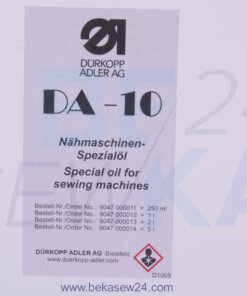 DÜRKOPP
ADLER AG
DA-10
Nähmaschinen-
Spezialöl
Special oil for
sewing machines
Bestell-Nr./Order No.: 9047 000011 = 250 ml
Bestell-Nr./Order No.: 9047 000012 = 1 l
Bestell-Nr./Order No.: 9047 000013 = 2 l
Bestell-Nr./Order No.: 9047 000014 = 5 l
DÜRKOPP ADLER AG Bielefeld
www.duerkopp-adler.com
D1003
www.bekasew24.com